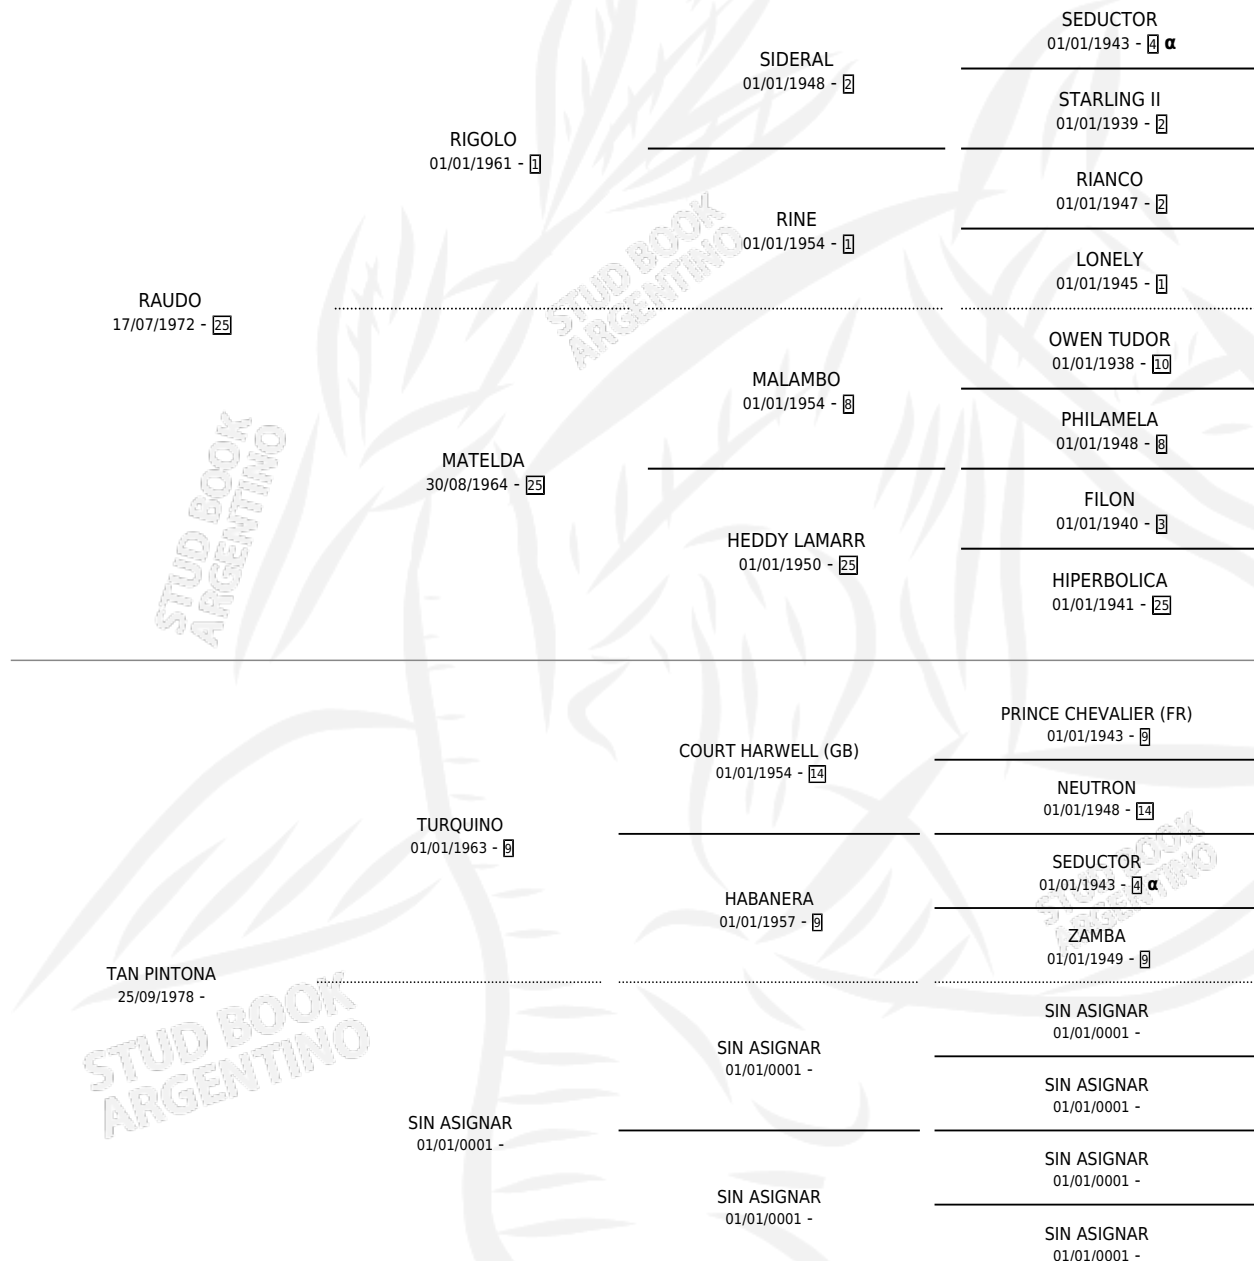 SEDUCTOR
01/01/1943 - 4 α
SIDERAL
01/01/1948 - 2
STARLING II
01/01/1939 - 2
RIGOLO
01/01/1961 - 1
RIANCO
01/01/1947 - 2
RINE
01/01/1954 - 1
LONELY
01/01/1945 - 1
RAUDO
17/07/1972 - 25
OWEN TUDOR
01/01/1938 - 10
MALAMBO
01/01/1954 - 8
PHILAMELA
01/01/1948 - 8
MATELDA
30/08/1964 - 25
FILON
01/01/1940 - 3
HEDDY LAMARR
01/01/1950 - 25
HIPERBOLICA
01/01/1941 - 25
STUD BOOK
ARGENTINO
STUD BOOK
ARGENTINO
PRINCE CHEVALIER (FR)
01/01/1943 - 9
COURT HARWELL (GB)
01/01/1954 - 14
NEUTRON
01/01/1948 - 14
TURQUINO
01/01/1963 - 9
SEDUCTOR
01/01/1943 - 4 α
HABANERA
01/01/1957 - 9
ZAMBA
01/01/1949 - 9
STUD BOOK
ARGENTINO
TAN PINTONA
25/09/1978 -
SIN ASIGNAR
01/01/0001 -
SIN ASIGNAR
01/01/0001 -
SIN ASIGNAR
01/01/0001 -
SIN ASIGNAR
01/01/0001 -
SIN ASIGNAR
01/01/0001 -
SIN ASIGNAR
01/01/0001 -
SIN ASIGNAR
01/01/0001 -
STUD BOOK
ARGENTINO